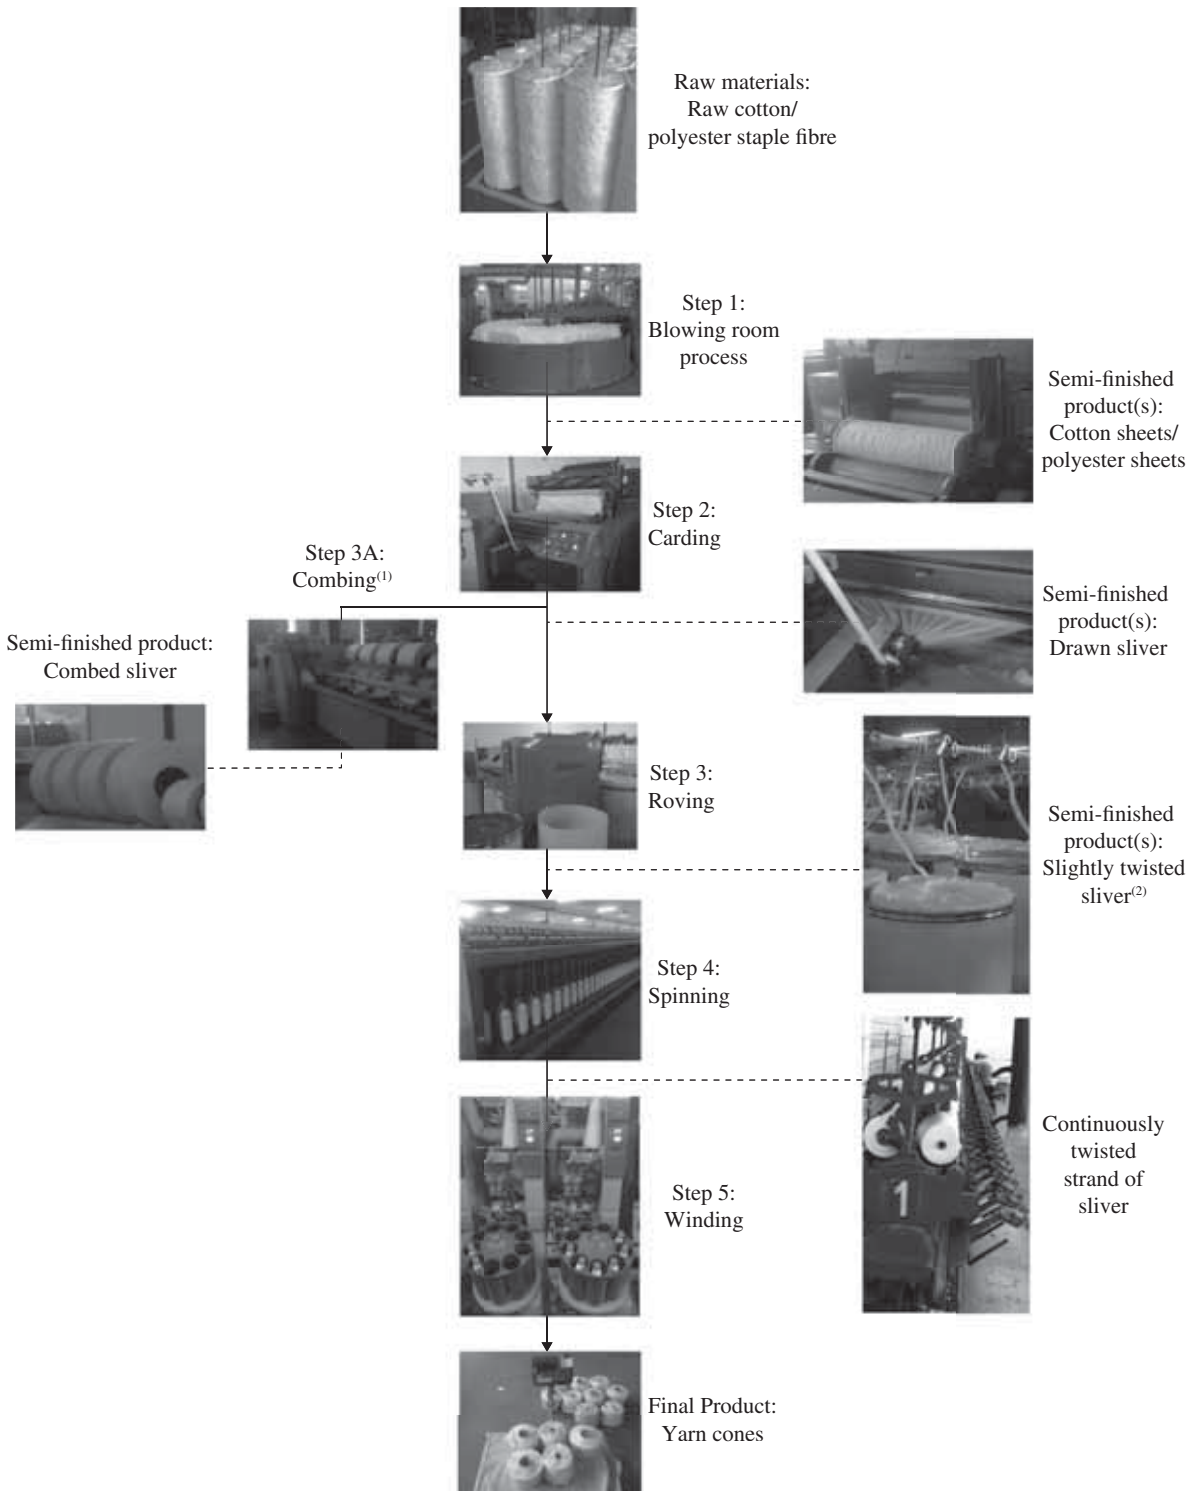 Raw materials:
Raw cotton/
polyester staple fibre
Step 1:
Blowing room
process
Semi-finished
product(s):
Cotton sheets/
polyester sheets
Step 2:
Carding
Step 3A:
Combing(1)
Semi-finished
product(s):
Drawn sliver
Semi-finished product:
Combed sliver
Step 3:
Roving
Semi-finished
product(s):
Slightly twisted
sliver(2)
Step 4:
Spinning
Continuously
twisted
strand of
sliver
1
Step 5:
Winding
Final Product:
Yarn cones